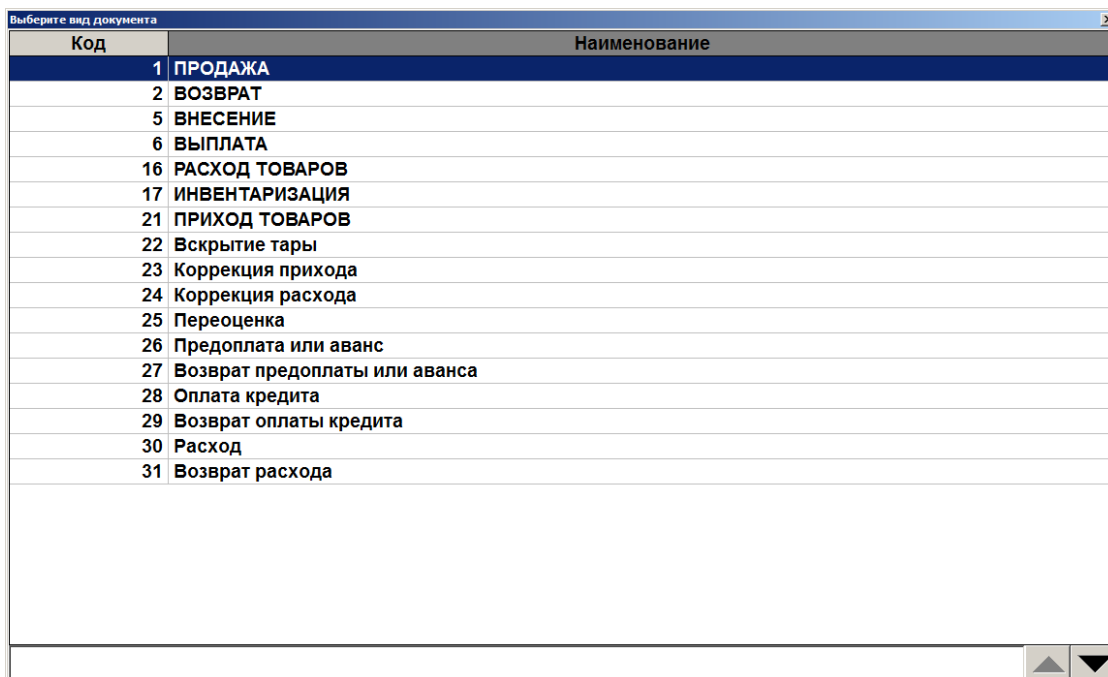 Выберите вид документа
Код Наименование
1 ПРОДАЖА
2 ВОЗВРАТ
5 ВНЕСЕНИЕ
6 ВЫПЛАТА
16 РАСХОД ТОВАРОВ
17 ИНВЕНТАРИЗАЦИЯ
21 ПРИХОД ТОВАРОВ
22 Вскрытие тары
23 Коррекция прихода
24 Коррекция расхода
25 Переоценка
26 Предоплата или аванс
27 Возврат предоплаты или аванса
28 Оплата кредита
29 Возврат оплаты кредита
30 Расход
31 Возврат расхода